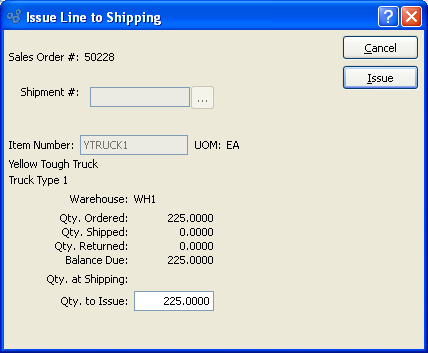 Issue Line to Shipping
Cancel
Sales Order #: 50228
Issue
Shipment #:
...
Item Number: YTRUCK1 UOM: EA
Yellow Tough Truck
Truck Type 1
Warehouse: WH1
Qty. Ordered: 225.0000
Qty. Shipped: 0.0000
Qty. Returned: 0.0000
Balance Due: 225.0000
Qty. at Shipping:
Qty. to Issue: 225.0000